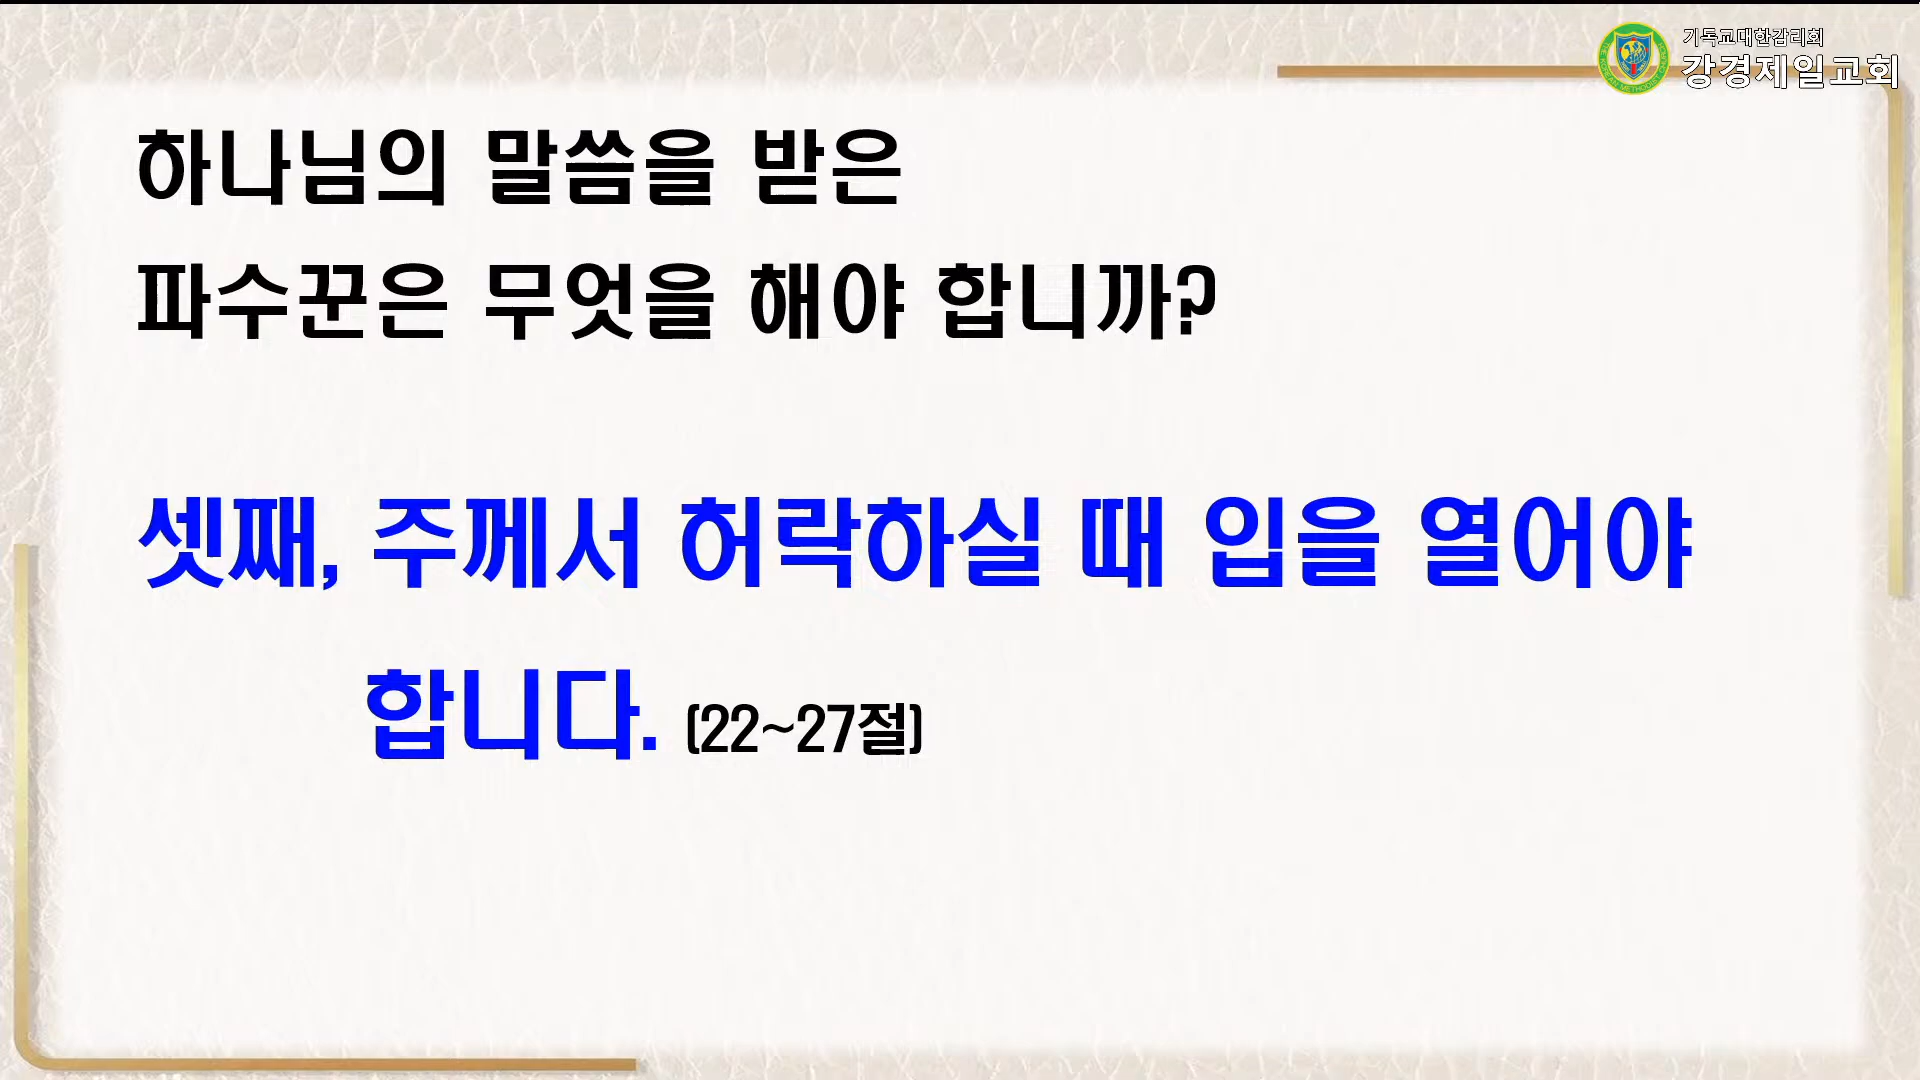 기독교대한감리회
강경제일교회
하나님의 말씀을 받은
파수꾼은 무엇을 해야 합니까?
셋째, 주께서 허락하실 때 입을 열어야
합니다. (22~27절)